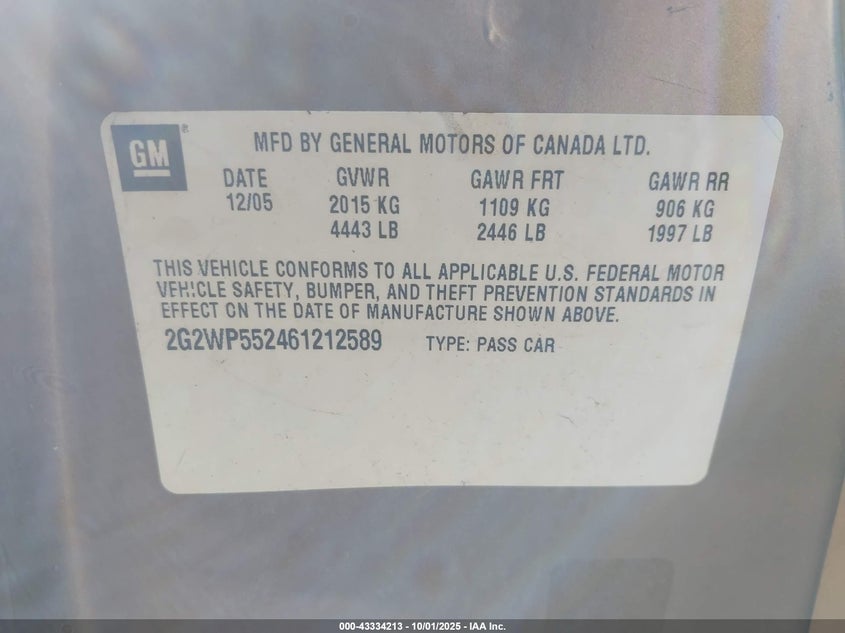 GM®
MFD BY GENERAL MOTORS OF CANADA LTD.
DATE GVWR GAWR FRT GAWR RR
12/05 2015 KG 1109 KG 906 KG
4443 LB 2446 LB 1997 LB
THIS VEHICLE CONFORMS TO ALL APPLICABLE U.S. FEDERAL MOTOR
VEHICLE SAFETY, BUMPER, AND THEFT PREVENTION STANDARDS IN
EFFECT ON THE DATE OF MANUFACTURE SHOWN ABOVE.
2G2WP552461212589 TYPE: PASS CAR
000-43334213 - 10/01/2025 - IAA Inc.